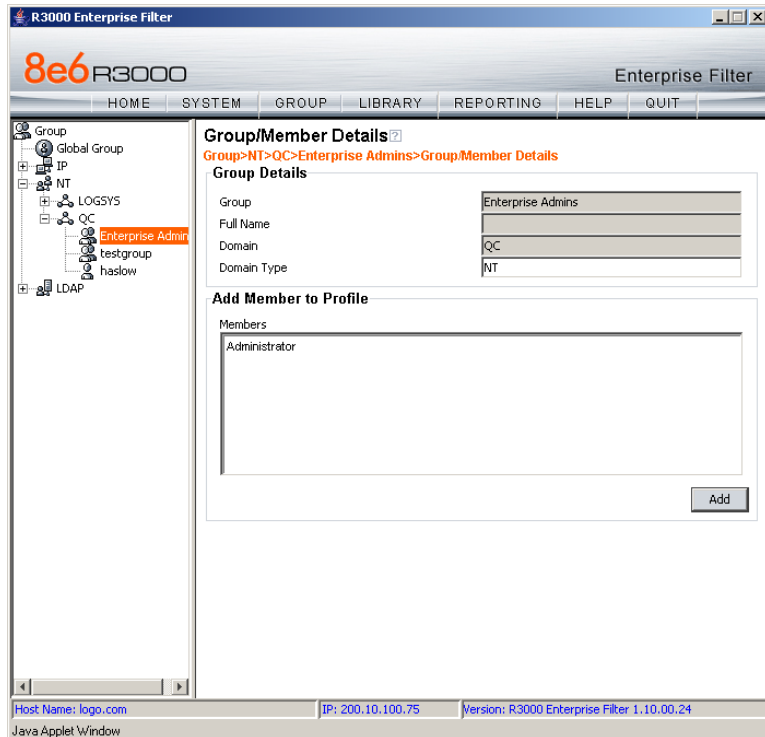 R3000 Enterprise Filter
8e6 R3000
Enterprise Filter
HOME SYSTEM GROUP LIBRARY REPORTING HELP QUIT
Group
Global Group
IP
NT
LOGSYS
QC
Enterprise Admin
testgroup
haslow
LDAP
Group/Member Details?
Group>NT>QC>Enterprise Admins>Group/Member Details
Group Details
Group Enterprise Admins
Full Name
Domain QC
Domain Type NT
Add Member to Profile
Members
Administrator
Add
Host Name: logo.com IP: 200.10.100.75 Version: R3000 Enterprise Filter 1.10.00.24
Java Applet Window